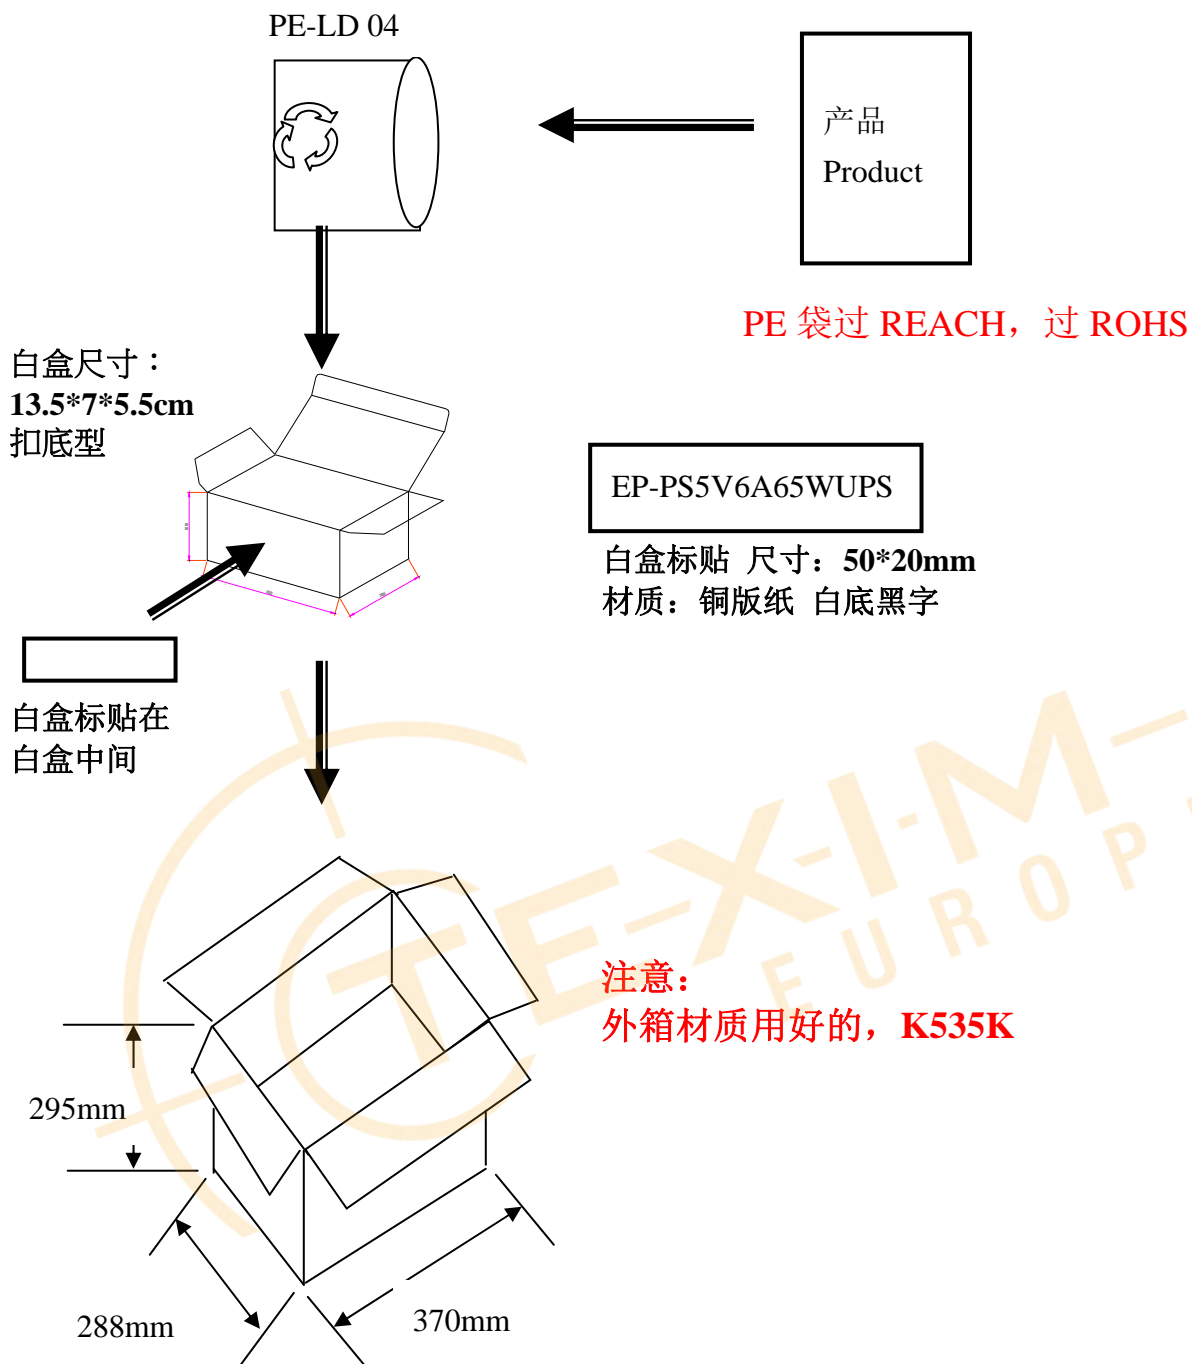 PE-LD 04
产品
Product
PE 袋过 REACH，过 ROHS
白盒尺寸：
13.5*7*5.5cm
扣底型
EP-PS5V6A65WUPS
白盒标贴 尺寸：50*20mm
材质：铜版纸 白底黑字
白盒标贴在
白盒中间
TE-X-I-M-
EUROP
注意：
外箱材质用好的，K535K
295mm
288mm
370mm